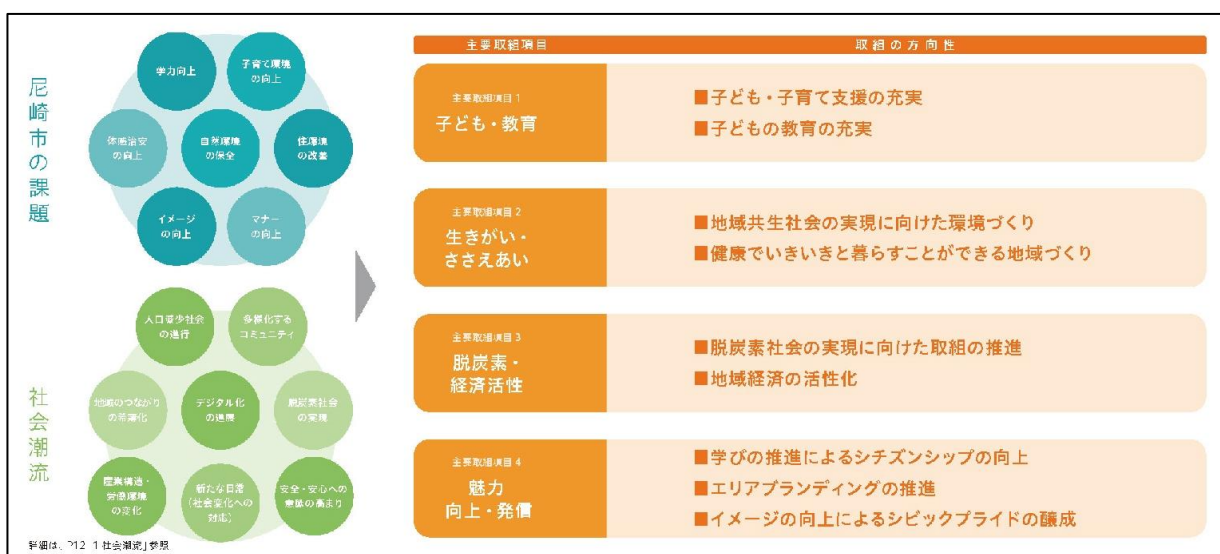 尼崎市の課題
学力向上
子育て環境
の向上
体感治安
の向上
自然環境
の保全
住環境
の改善
イメージ
の向上
マナー
の向上
社会潮流
人口減少社会
の進行
多様化する
コミュニティ
地域のつながり
の希薄化
デジタル化
の進展
脱炭素社会
の実現
産業構造・
労働環境
の変化
新たな日常
(社会変化への
対応)
安全・安心への
意識の高まり
詳細は、P12「1 社会潮流」参照
主要取組項目
取組の方向性
主要取組項目1
子ども・教育
■子ども・子育て支援の充実
■子どもの教育の充実
主要取組項目2
生きがい・
ささえあい
■地域共生社会の実現に向けた環境づくり
■健康でいきいきと暮らすことができる地域づくり
主要取組項目3
脱炭素・
経済活性
■脱炭素社会の実現に向けた取組の推進
■地域経済の活性化
主要取組項目4
魅力
向上・発信
■学びの推進によるシチズンシップの向上
■エリアブランディングの推進
■イメージの向上によるシビックプライドの醸成